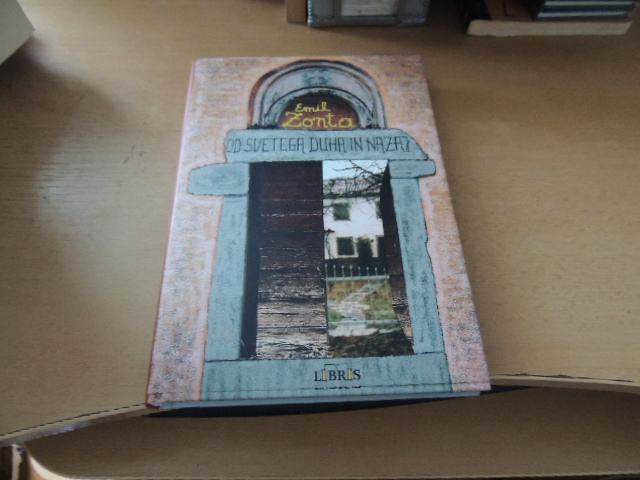 Emil
Zonta
OD SVETEGA DUHA IN NAZAJ
LIBRIS